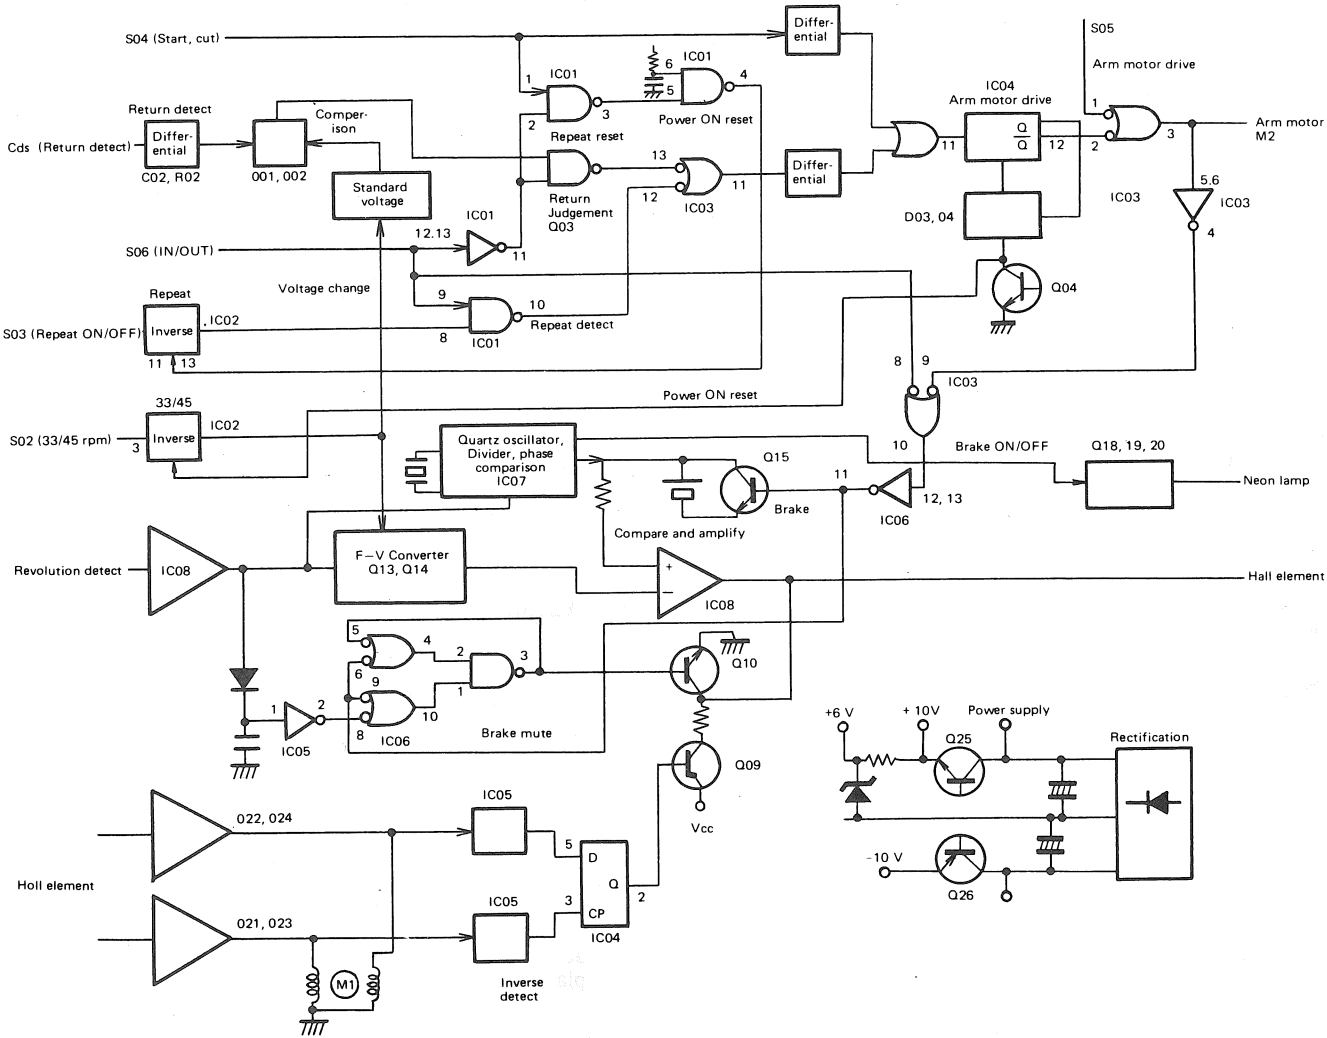 S04 (Start, cut)
Differ-
ential
S05
Arm motor drive
IC01
1
2
3
Repeat reset
6
5
IC01
4
Power ON reset
IC04
Arm motor drive
Q
Q
11
12
1
2
3
Arm motor
M2
Return detect
Cds (Return detect)
Differ-
ential
C02, R02
001, 002
Comper-
ison
Standard
voltage
Return
Judgement
Q03
13
12
IC03
11
Differ-
ential
D03, 04
IC03
5.6
IC03
4
Q04
IC01
12.13
11
S06 (IN/OUT)
Voltage change
9
8
10
IC01
Repeat detect
Repeat
S03 (Repeat ON/OFF)
Inverse
IC02
11
13
33/45
S02 (33/45 rpm)
3
Inverse
IC02
Power ON reset
8
9
IC03
10
Brake ON/OFF
Q18, 19, 20
Neon lamp
Quartz oscillator,
Divider, phase
comparison
IC07
Q15
Brake
11
12, 13
IC06
Compare and amplify
Revolution detect
IC08
F-V Converter
Q13, Q14
+
−
IC08
Hall element
5
6
4
9
8
10
IC06
2
1
3
Brake mute
1
2
IC05
Q10
Q09
Vcc
+6 V
+ 10V
Power supply
Q25
Rectification
-10 V
Q26
022, 024
Holl element
021, 023
IC05
IC05
5
D
Q
2
3
CP
IC04
M1
Inverse
detect